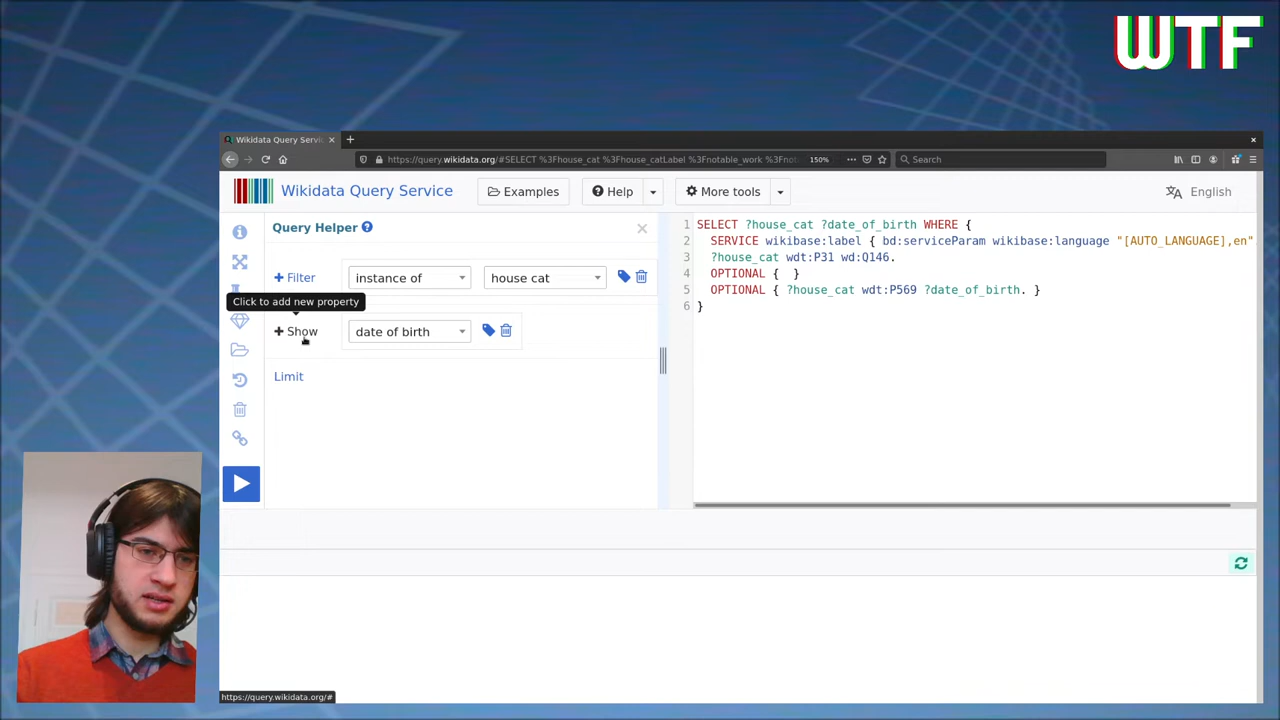 WTF
Wikidata Query Servi
https://query.wikidata.org/#SELECT %3Fhouse_cat %3Fhouse_catLabel %3Fnotable_work %3Fno
150%
Search
Wikidata Query Service
Examples
Help
More tools
English
Query Helper
Filter
instance of
house cat
Click to add new property
Show
date of birth
Limit
1 SELECT ?house_cat ?date_of_birth WHERE {
2 SERVICE wikibase:label { bd:serviceParam wikibase:language "[AUTO_LANGUAGE],en"
3 ?house_cat wdt:P31 wd:Q146.
4 OPTIONAL { }
5 OPTIONAL { ?house_cat wdt:P569 ?date_of_birth. }
6 }
https://query.wikidata.org/#